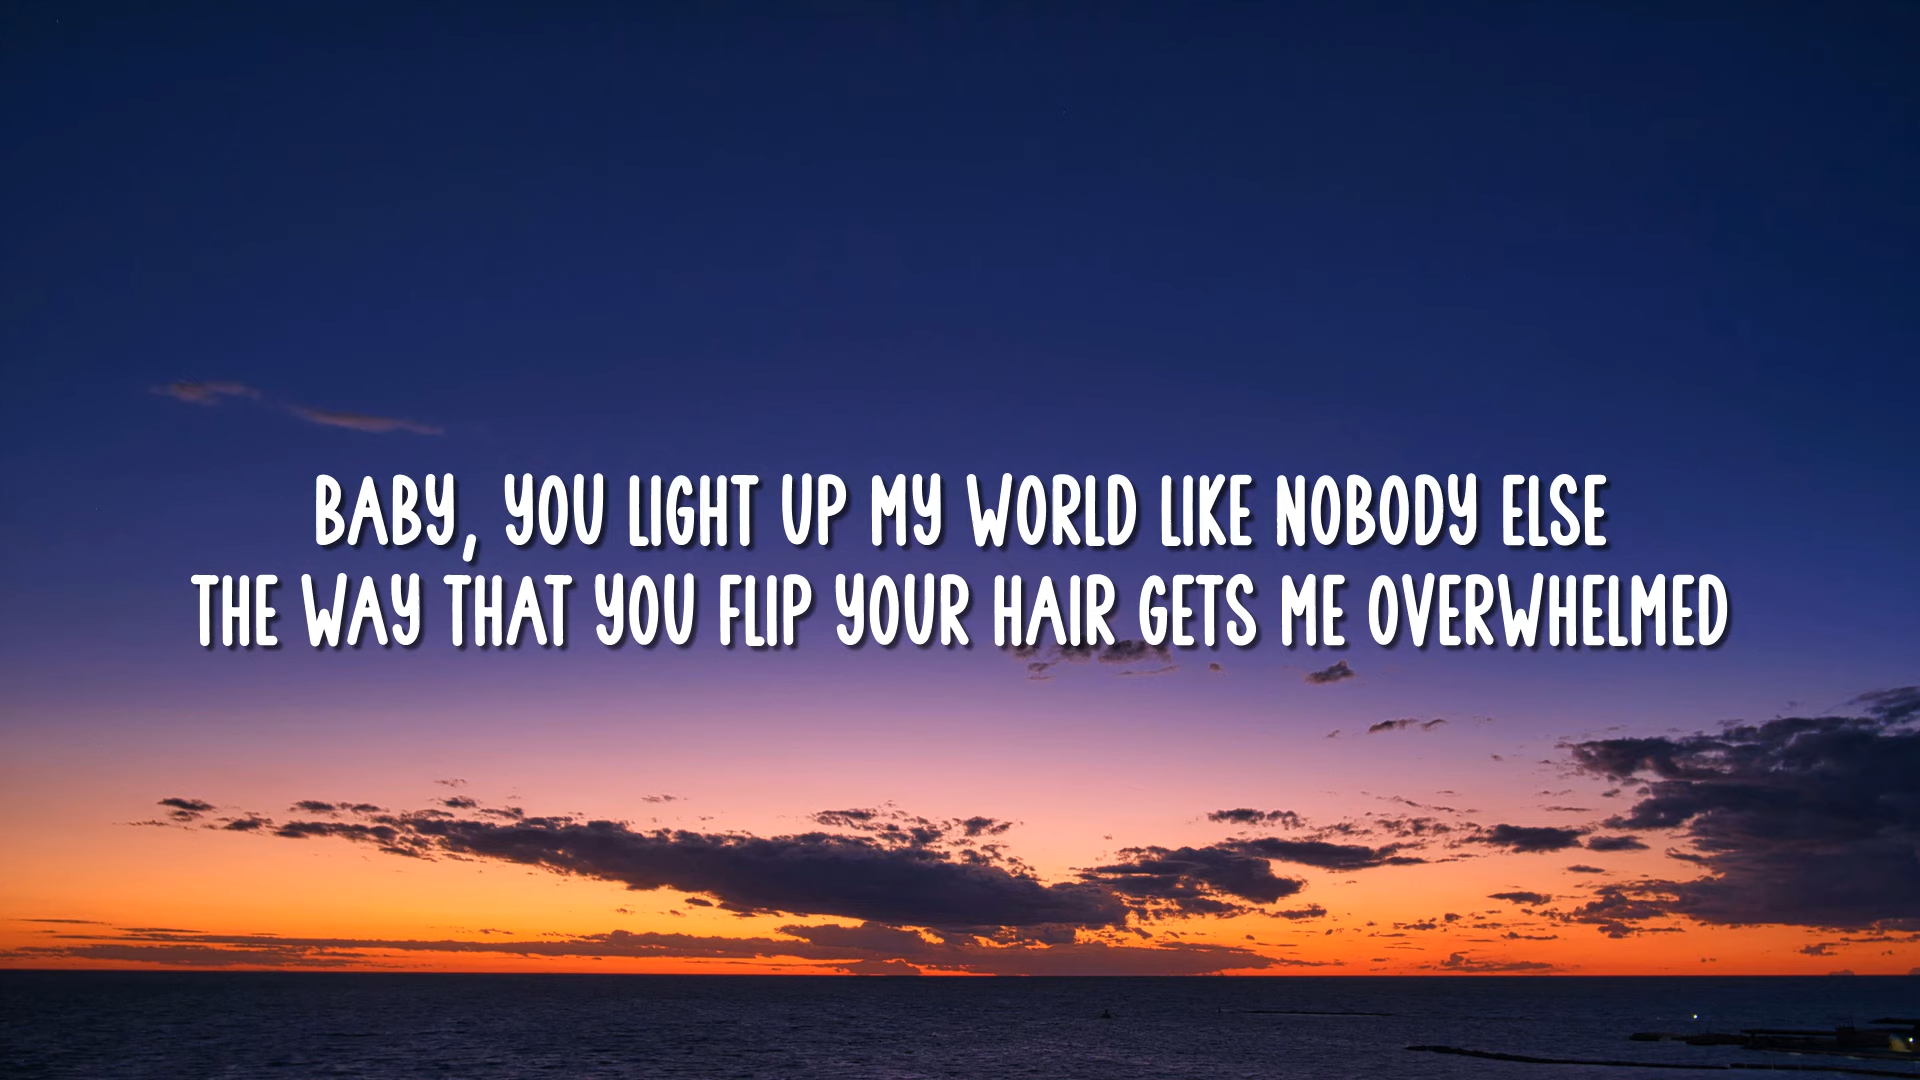 BABY, YOU LIGHT UP MY WORLD LIKE NOBODY ELSE
THE WAY THAT YOU FLIP YOUR HAIR GETS ME OVERWHELMED